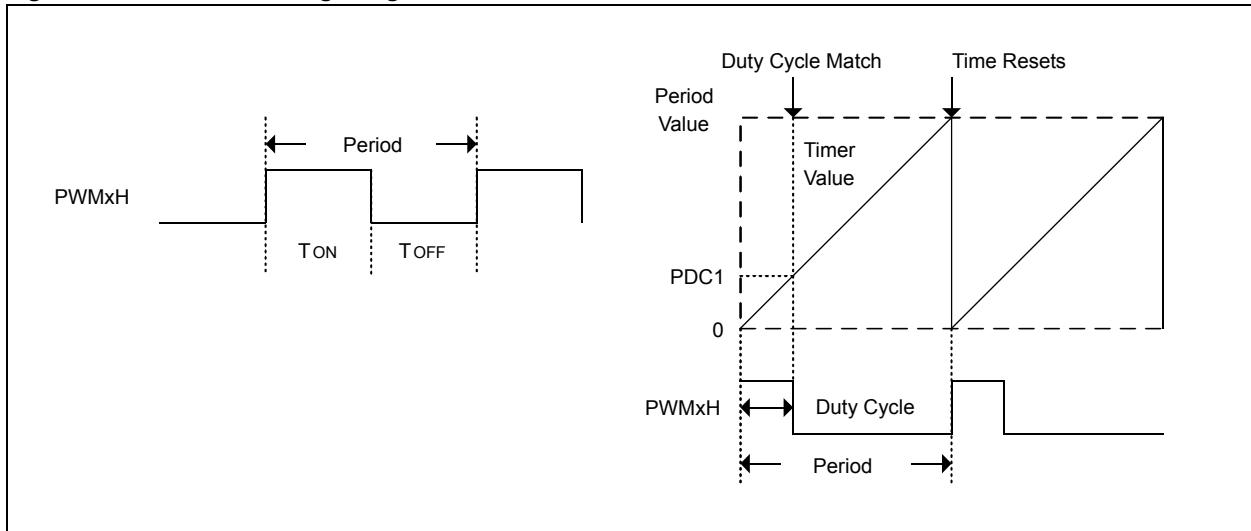 Period
PWMxH
TON
TOFF
Duty Cycle Match
Time Resets
Period
Value
Timer
Value
PDC1
0
PWMxH
Duty Cycle
Period